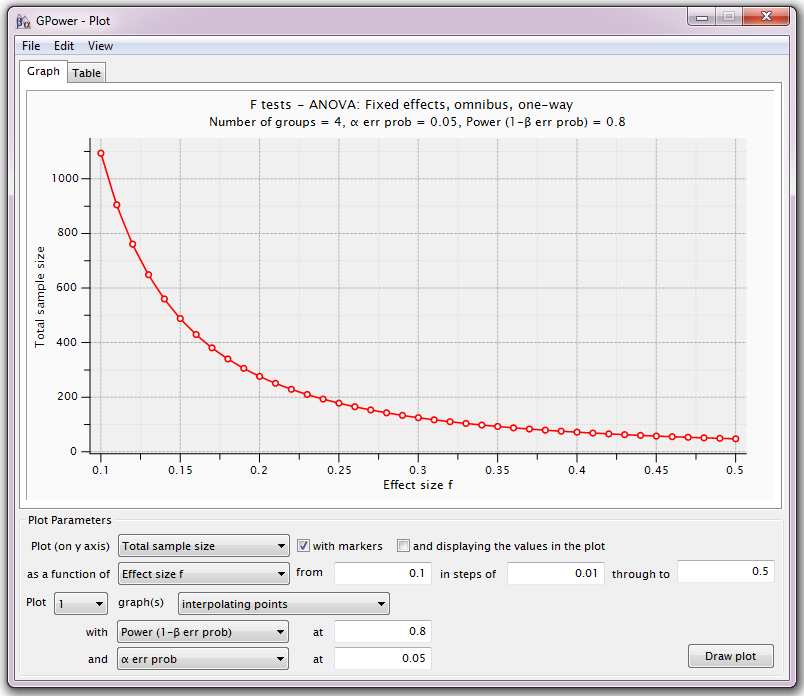 GPower - Plot
File Edit View
Graph Table
F tests - ANOVA: Fixed effects, omnibus, one-way
Number of groups = 4, α err prob = 0.05, Power (1-β err prob) = 0.8
Total sample size
1000
800
600
400
200
0
0.1 0.15 0.2 0.25 0.3 0.35 0.4 0.45 0.5
Effect size f
Plot Parameters
Plot (on y axis) Total sample size with markers and displaying the values in the plot
as a function of Effect size f from 0.1 in steps of 0.01 through to 0.5
Plot 1 graph(s) interpolating points
with Power (1-β err prob) at 0.8
and α err prob at 0.05
Draw plot